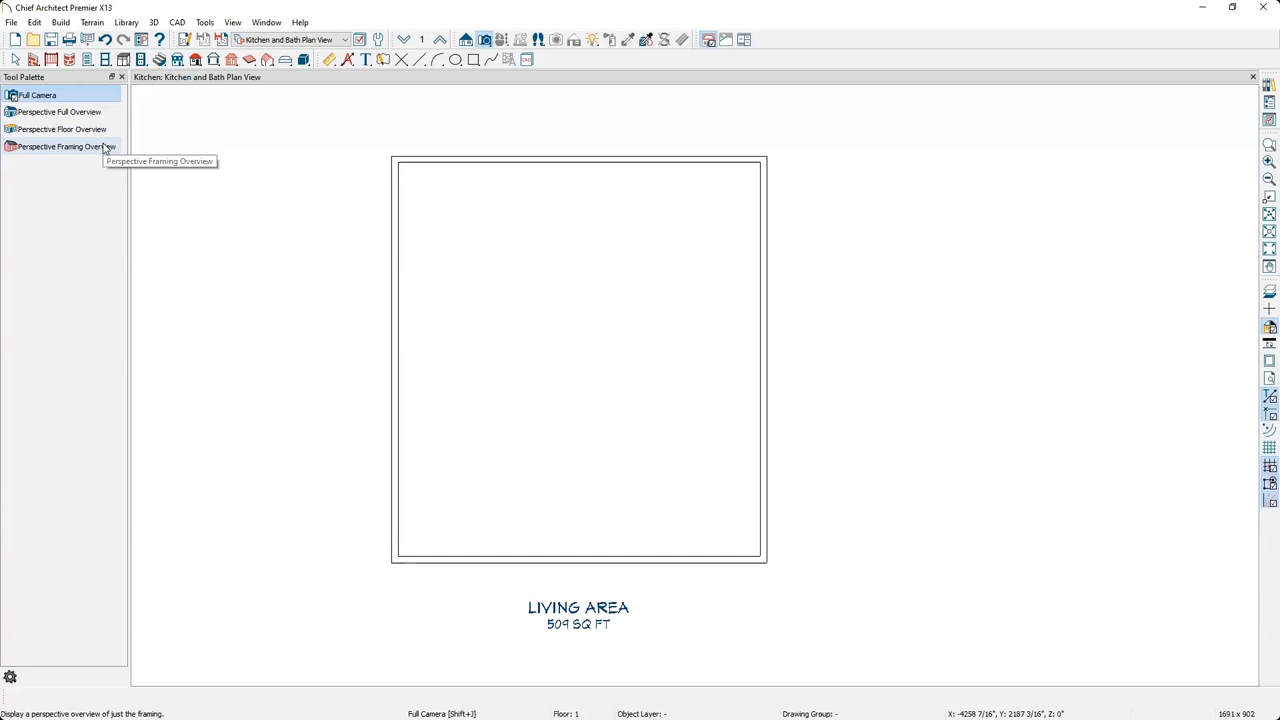 Chief Architect Premier X13
File Edit Build Terrain Library 3D CAD Tools View Window Help
Kitchen and Bath Plan View 1
Tool Palette
Kitchen: Kitchen and Bath Plan View
Full Camera
Perspective Full Overview
Perspective Floor Overview
Perspective Framing Overview
Perspective Framing Overview
LIVING AREA
509 SQ FT
Display a perspective overview of just the framing. Full Camera [Shift+J] Floor: 1 Object Layer: - Drawing Group: - X: -4258 7/16", Y: 2187 3/16", Z: 0" 1691 x 902